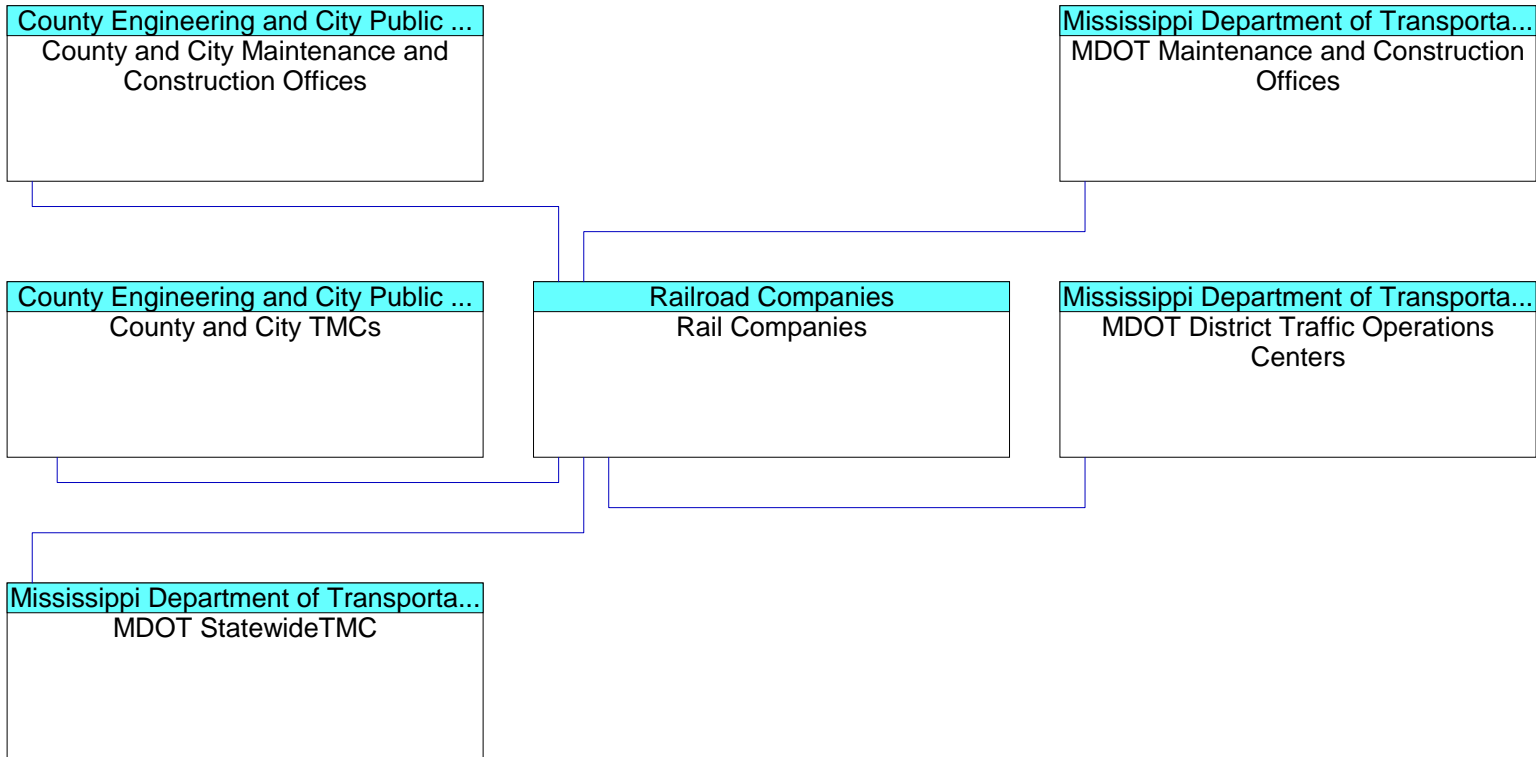 County Engineering and City Public ...
County and City Maintenance and
Construction Offices
Mississippi Department of Transporta...
MDOT Maintenance and Construction
Offices
County Engineering and City Public ...
County and City TMCs
Railroad Companies
Rail Companies
Mississippi Department of Transporta...
MDOT District Traffic Operations
Centers
Mississippi Department of Transporta...
MDOT StatewideTMC